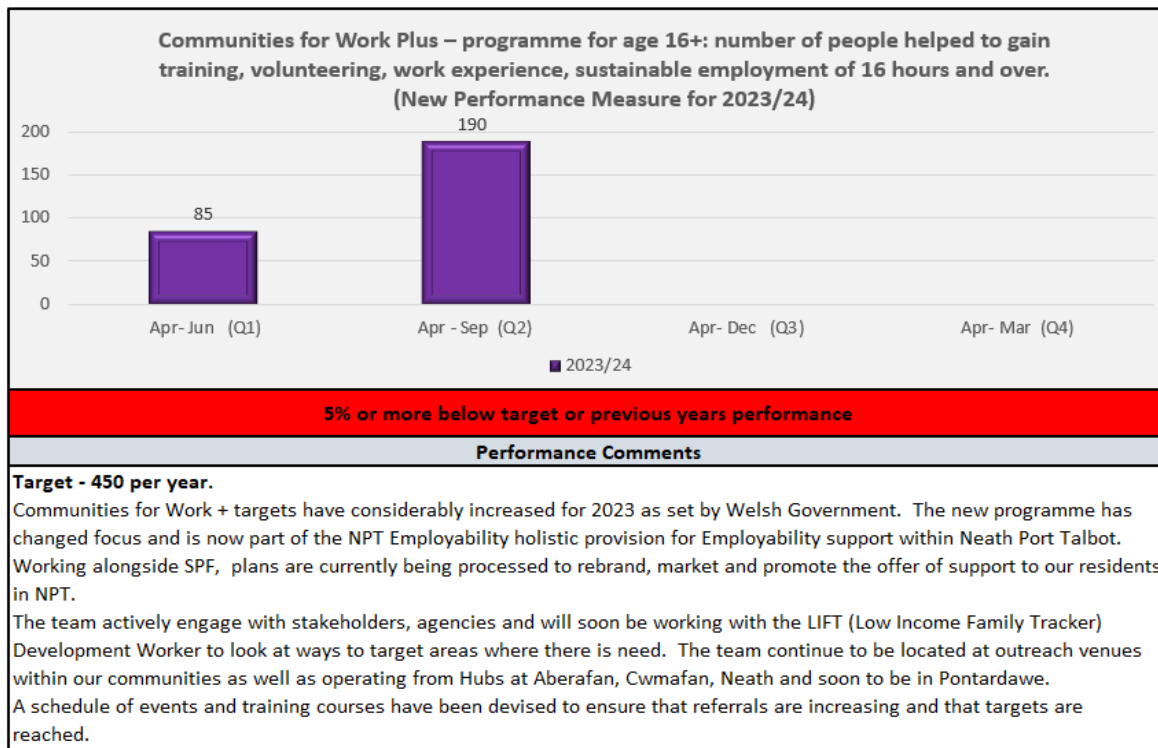 Communities for Work Plus – programme for age 16+: number of people helped to gain
training, volunteering, work experience, sustainable employment of 16 hours and over.
(New Performance Measure for 2023/24)
200
150
100
50
0
85
190
Apr- Jun (Q1)
Apr - Sep (Q2)
Apr- Dec (Q3)
Apr- Mar (Q4)
2023/24
5% or more below target or previous years performance
Performance Comments
Target - 450 per year.
Communities for Work + targets have considerably increased for 2023 as set by Welsh Government. The new programme has
changed focus and is now part of the NPT Employability holistic provision for Employability support within Neath Port Talbot.
Working alongside SPF, plans are currently being processed to rebrand, market and promote the offer of support to our residents
in NPT.
The team actively engage with stakeholders, agencies and will soon be working with the LIFT (Low Income Family Tracker)
Development Worker to look at ways to target areas where there is need. The team continue to be located at outreach venues
within our communities as well as operating from Hubs at Aberafan, Cwmafan, Neath and soon to be in Pontardawe.
A schedule of events and training courses have been devised to ensure that referrals are increasing and that targets are
reached.